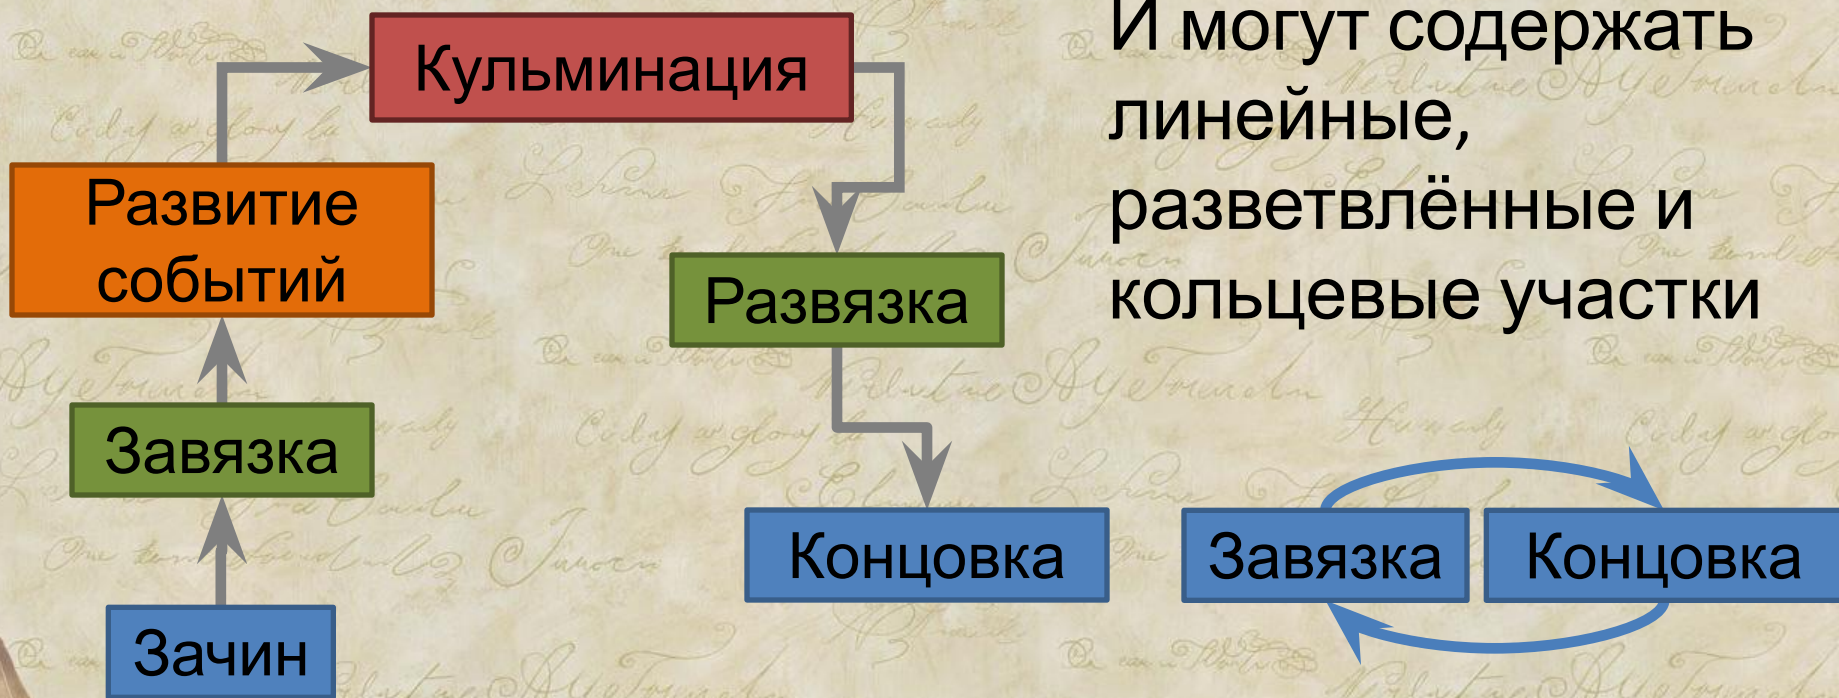 Кульминация
Развитие
событий
Развязка
Завязка
Концовка
Зачин
И могут содержать
линейные,
разветвлённые и
кольцевые участки
Завязка
Концовка